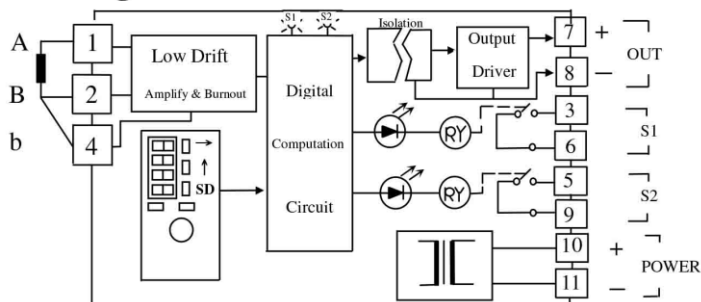 S1 S2 Isolation
A 1 Low Drift Output 7 + OUT
Driver 8 −
B 2 Amplify & Burnout Digital 3 S1
b 4 Computation RY 6
SD RY 5 S2
Circuit 9
10 + POWER
11 −